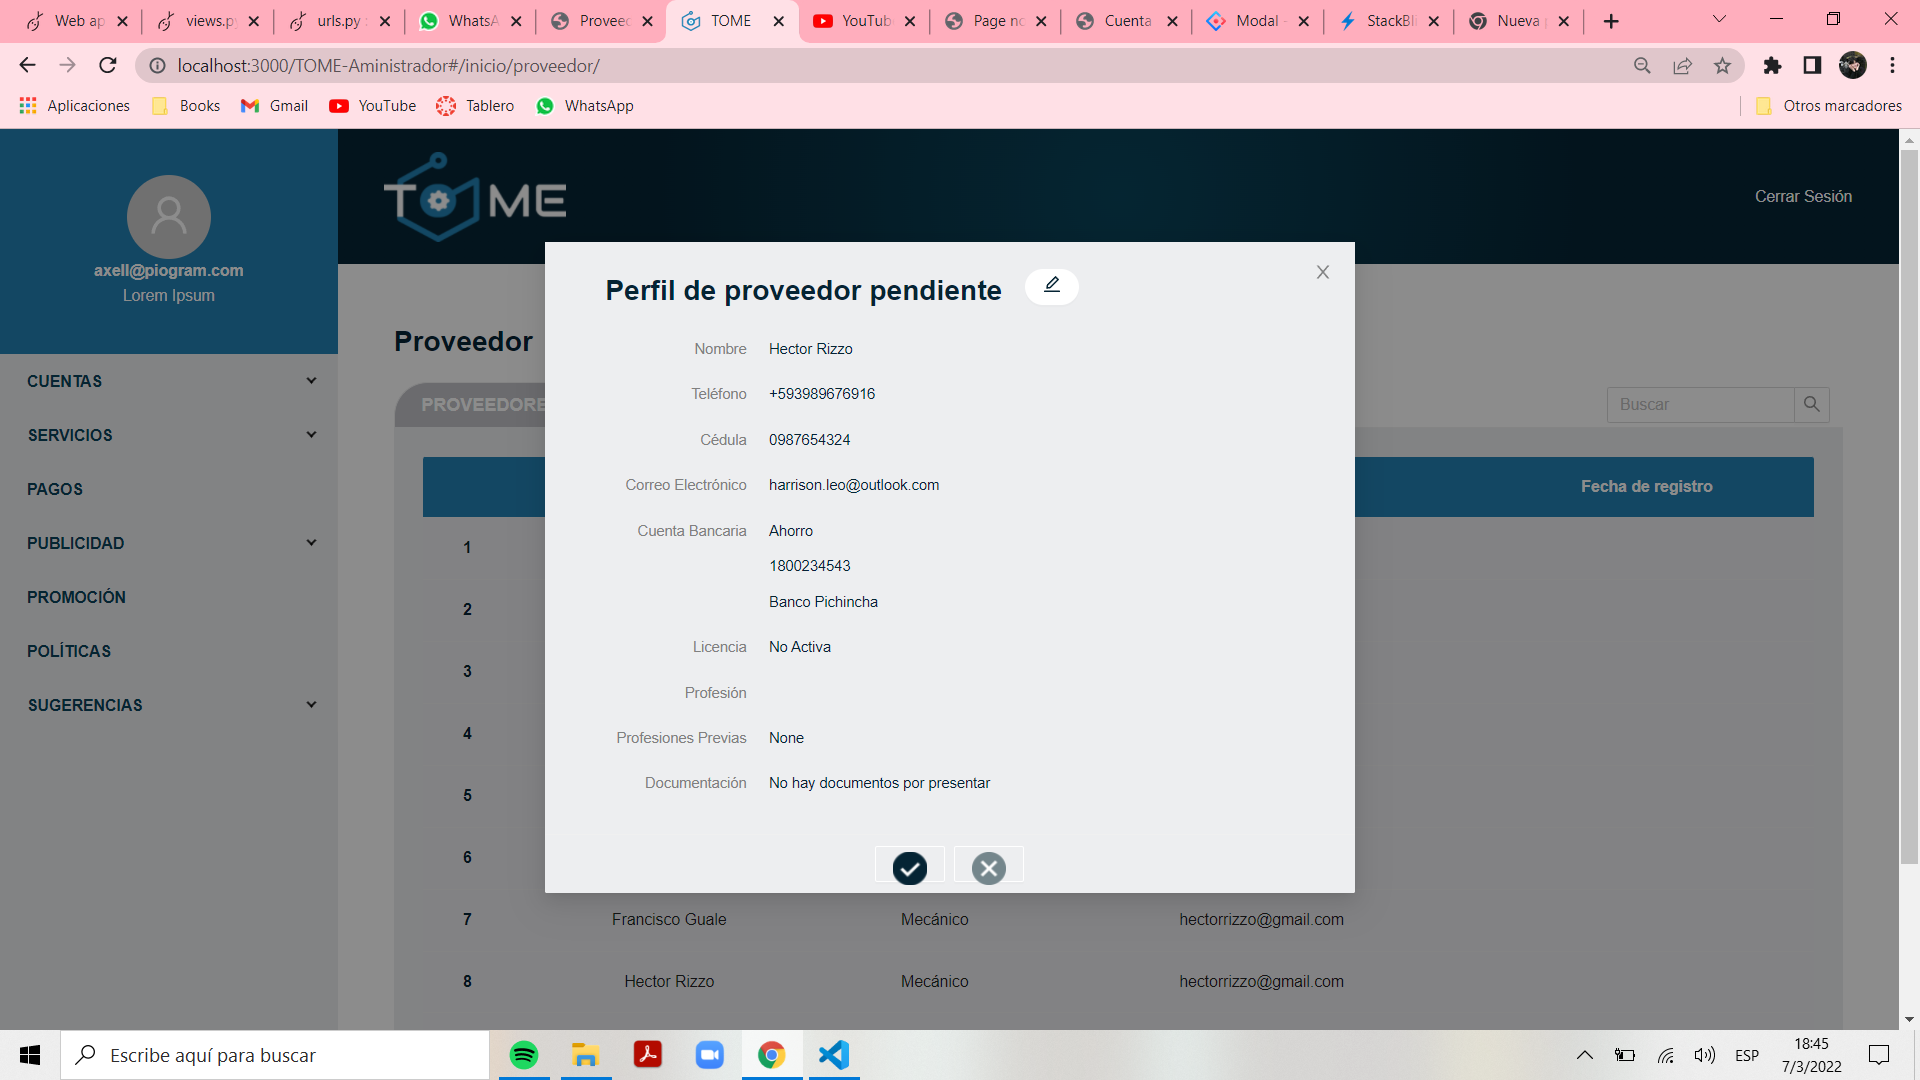 Web ap
views.p
urls.py
WhatsA
Proveed
TOME
YouTub
Page no
Cuenta
Modal
StackBli
Nueva
localhost:3000/TOME-Aministrador#/inicio/proveedor/
Aplicaciones
Books
Gmail
YouTube
Tablero
WhatsApp
Otros marcadores
axell@piogram.com
Lorem Ipsum
CUENTAS
SERVICIOS
PAGOS
PUBLICIDAD
PROMOCIÓN
POLÍTICAS
SUGERENCIAS
TOME
Cerrar Sesión
Proveedor
PROVEEDORE
Buscar
Fecha de registro
1
2
3
4
5
6
7 Francisco Guale Mecánico hectorrizzo@gmail.com
8 Hector Rizzo Mecánico hectorrizzo@gmail.com
Perfil de proveedor pendiente
X
Nombre Hector Rizzo
Teléfono +593989676916
Cédula 0987654324
Correo Electrónico harrison.leo@outlook.com
Cuenta Bancaria Ahorro
1800234543
Banco Pichincha
Licencia No Activa
Profesión
Profesiones Previas None
Documentación No hay documentos por presentar
Escribe aquí para buscar
ESP
18:45
7/3/2022